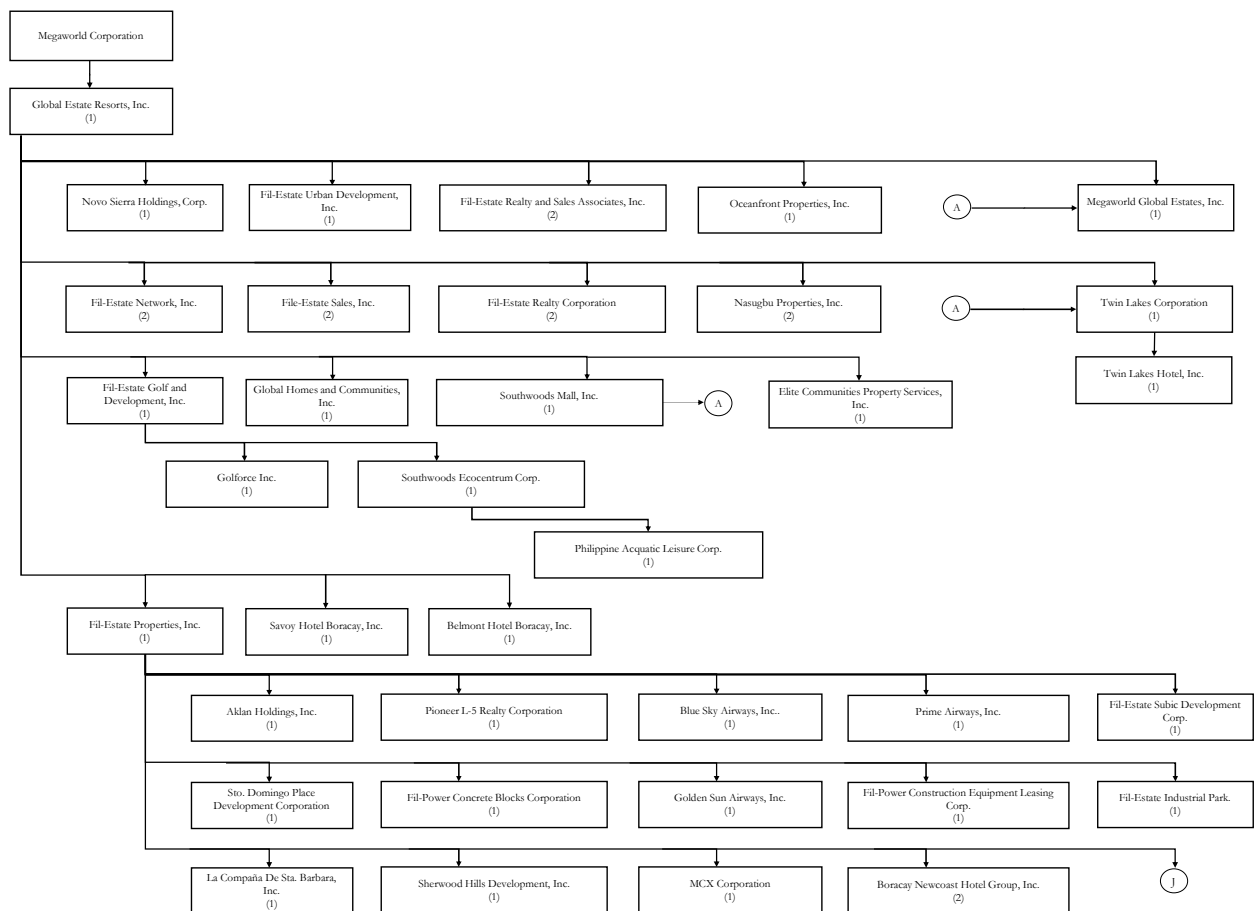 Megaworld Corporation
Global Estate Resorts, Inc.
(1)
Novo Sierra Holdings, Corp.
(1)
Fil-Estate Urban Development,
Inc.
(1)
Fil-Estate Realty and Sales Associates, Inc.
(2)
Oceanfront Properties, Inc.
(1)
A
Megaworld Global Estates, Inc.
(1)
Fil-Estate Network, Inc.
(2)
File-Estate Sales, Inc.
(2)
Fil-Estate Realty Corporation
(2)
Nasugbu Properties, Inc.
(2)
A
Twin Lakes Corporation
(1)
Twin Lakes Hotel, Inc.
(1)
Fil-Estate Golf and
Development, Inc.
(1)
Global Homes and Communities,
Inc.
(1)
Southwoods Mall, Inc.
(1)
A
Elite Communities Property Services,
Inc.
(1)
Golforce Inc.
(1)
Southwoods Ecocentrum Corp.
(1)
Philippine Acquatic Leisure Corp.
(1)
Fil-Estate Properties, Inc.
(1)
Savoy Hotel Boracay, Inc.
(1)
Belmont Hotel Boracay, Inc.
(1)
Aklan Holdings, Inc.
(1)
Pioneer L-5 Realty Corporation
(1)
Blue Sky Airways, Inc..
(1)
Prime Airways, Inc.
(1)
Fil-Estate Subic Development
Corp.
(1)
Sto. Domingo Place
Development Corporation
(1)
Fil-Power Concrete Blocks Corporation
(1)
Golden Sun Airways, Inc.
(1)
Fil-Power Construction Equipment Leasing
Corp.
(1)
Fil-Estate Industrial Park.
(1)
La Compaña De Sta. Barbara,
Inc.
(1)
Sherwood Hills Development, Inc.
(1)
MCX Corporation
(1)
Boracay Newcoast Hotel Group, Inc.
(2)
J